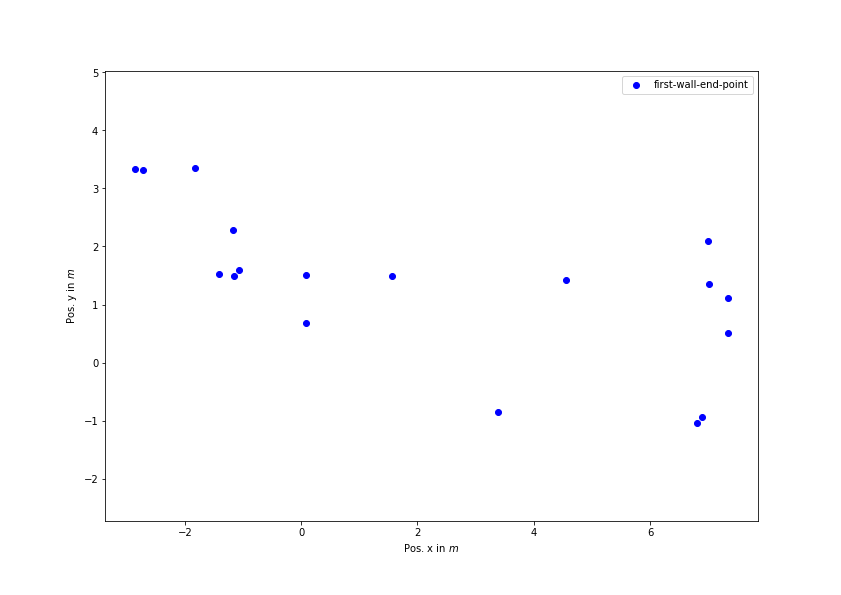 first-wall-end-point
5
4
3
2
1
0
−1
−2
Pos. y in m
−2 0 2 4 6
Pos. x in m